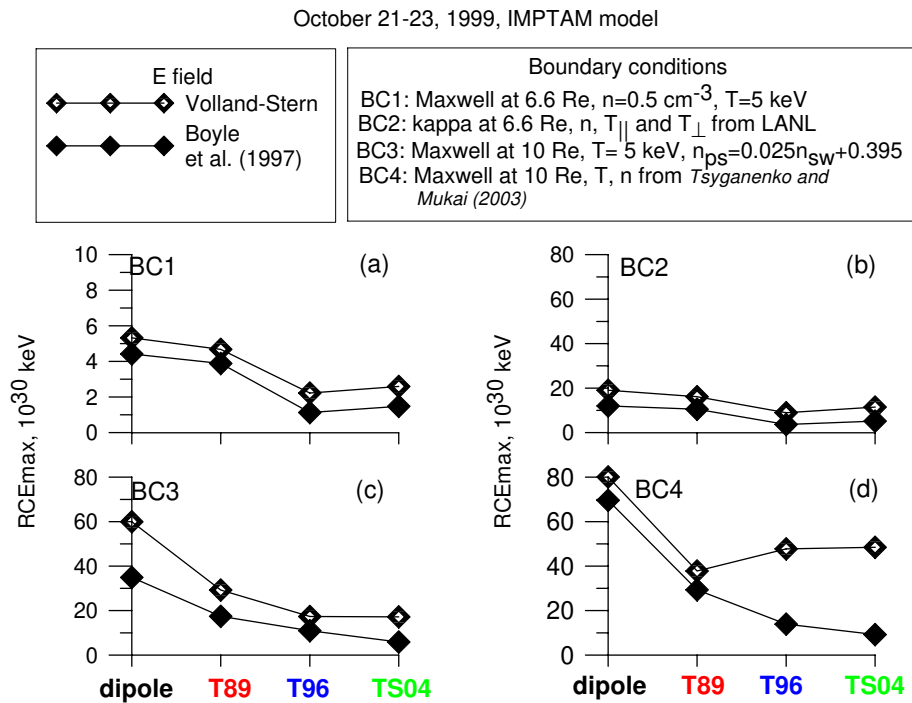 October 21-23, 1999, IMPTAM model
E field
Volland-Stern
Boyle
et al. (1997)
Boundary conditions
BC1: Maxwell at 6.6 Re, n=0.5 cm-3, T=5 keV
BC2: kappa at 6.6 Re, n, T|| and T⊥ from LANL
BC3: Maxwell at 10 Re, T= 5 keV, nps=0.025nsw+0.395
BC4: Maxwell at 10 Re, T, n from Tsyganenko and
Mukai (2003)
BC1
(a)
10
8
6
4
2
0
BC2
(b)
80
60
40
20
0
RCEmax, 10^30 keV
RCEmax, 10^30 keV
BC3
(c)
80
60
40
20
0
BC4
(d)
80
60
40
20
0
dipole T89 T96 TS04
dipole T89 T96 TS04